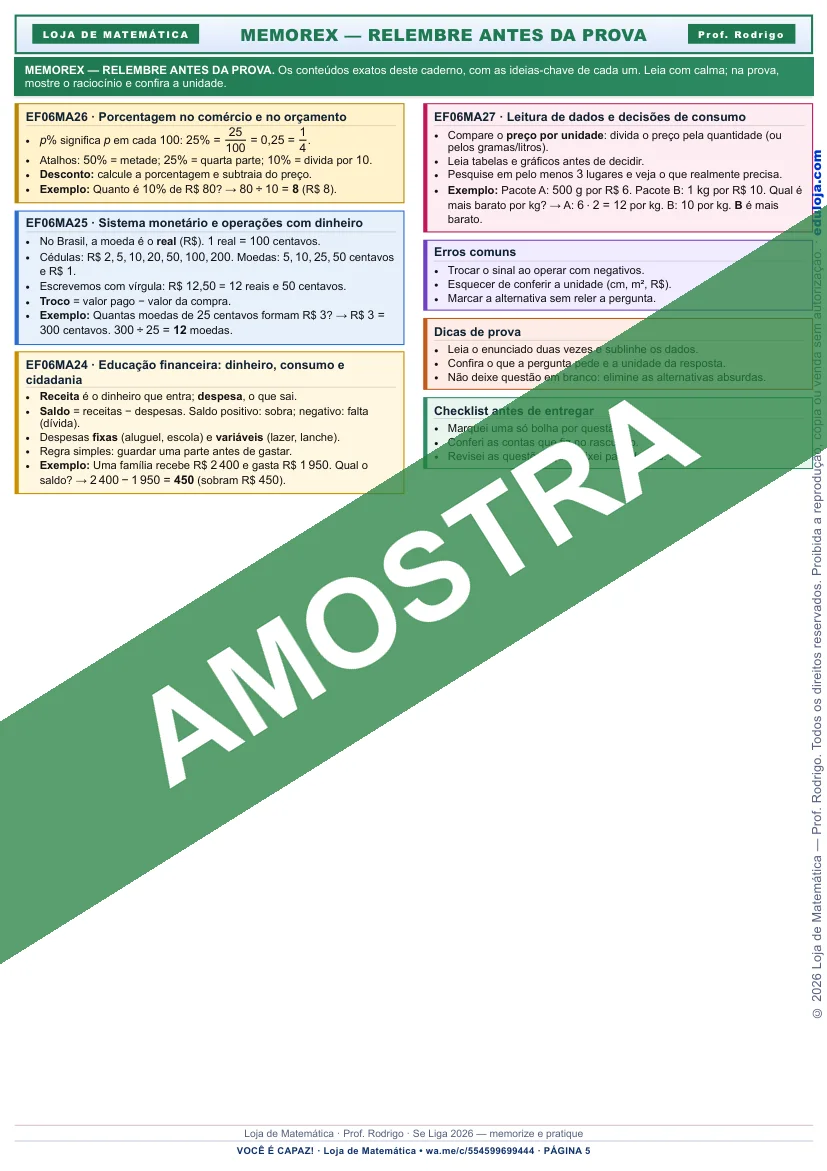 LOJA DE MATEMÁTICA
MEMOREX — RELEMBRE ANTES DA PROVA
Prof. Rodrigo
MEMOREX — RELEMBRE ANTES DA PROVA. Os conteúdos exatos deste caderno, com as ideias-chave de cada um. Leia com calma; na prova,
mostre o raciocínio e confira a unidade.
EF06MA26 · Porcentagem no comércio e no orçamento
• p% significa p em cada 100: 25% = 25/100 = 0,25 = 1/4.
• Atalhos: 50% = metade; 25% = quarta parte; 10% = divida por 10.
• Desconto: calcule a porcentagem e subtraia do preço.
• Exemplo: Quanto é 10% de R$ 80? → 80 ÷ 10 = 8 (R$ 8).
EF06MA25 · Sistema monetário e operações com dinheiro
• No Brasil, a moeda é o real (R$). 1 real = 100 centavos.
• Cédulas: R$ 2, 5, 10, 20, 50, 100, 200. Moedas: 5, 10, 25, 50 centavos
e R$ 1.
• Escrevemos com vírgula: R$ 12,50 = 12 reais e 50 centavos.
• Troco = valor pago − valor da compra.
• Exemplo: Quantas moedas de 25 centavos formam R$ 3? → R$ 3 =
300 centavos. 300 ÷ 25 = 12 moedas.
EF06MA24 · Educação financeira: dinheiro, consumo e
cidadania
• Receita é o dinheiro que entra; despesa, o que sai.
• Saldo = receitas − despesas. Saldo positivo: sobra; negativo: falta
(dívida).
• Despesas fixas (aluguel, escola) e variáveis (lazer, lanche).
• Regra simples: guardar uma parte antes de gastar.
• Exemplo: Uma família recebe R$ 2 400 e gasta R$ 1 950. Qual o
saldo? → 2 400 − 1 950 = 450 (sobram R$ 450).
EF06MA27 · Leitura de dados e decisões de consumo
• Compare o preço por unidade: divida o preço pela quantidade (ou
pelos gramas/litros).
• Leia tabelas e gráficos antes de decidir.
• Pesquise em pelo menos 3 lugares e veja o que realmente precisa.
• Exemplo: Pacote A: 500 g por R$ 6. Pacote B: 1 kg por R$ 10. Qual é
mais barato por kg? → A: 6 · 2 = 12 por kg. B: 10 por kg. B é mais
barato.
Erros comuns
• Trocar o sinal ao operar com negativos.
• Esquecer de conferir a unidade (cm, m², R$).
• Marcar a alternativa sem reler a pergunta.
Dicas de prova
• Leia o enunciado duas vezes e sublinhe os dados.
• Confira o que a pergunta pede e a unidade da resposta.
• Não deixe questão em branco: elimine as alternativas absurdas.
Checklist antes de entregar
• Marquei uma só bolha por questão.
• Conferi as contas que fiz no rascunho.
• Revisei as
AMOSTRA
© 2026 Loja de Matemática — Prof. Rodrigo. Todos os direitos reservados. Proibida a reprodução, cópia ou venda sem autorização. · eduloja.com
Loja de Matemática · Prof. Rodrigo · Se Liga 2026 — memorize e pratique
VOCÊ É CAPAZ! · Loja de Matemática • wa.me/c/554599699444 · PÁGINA 5